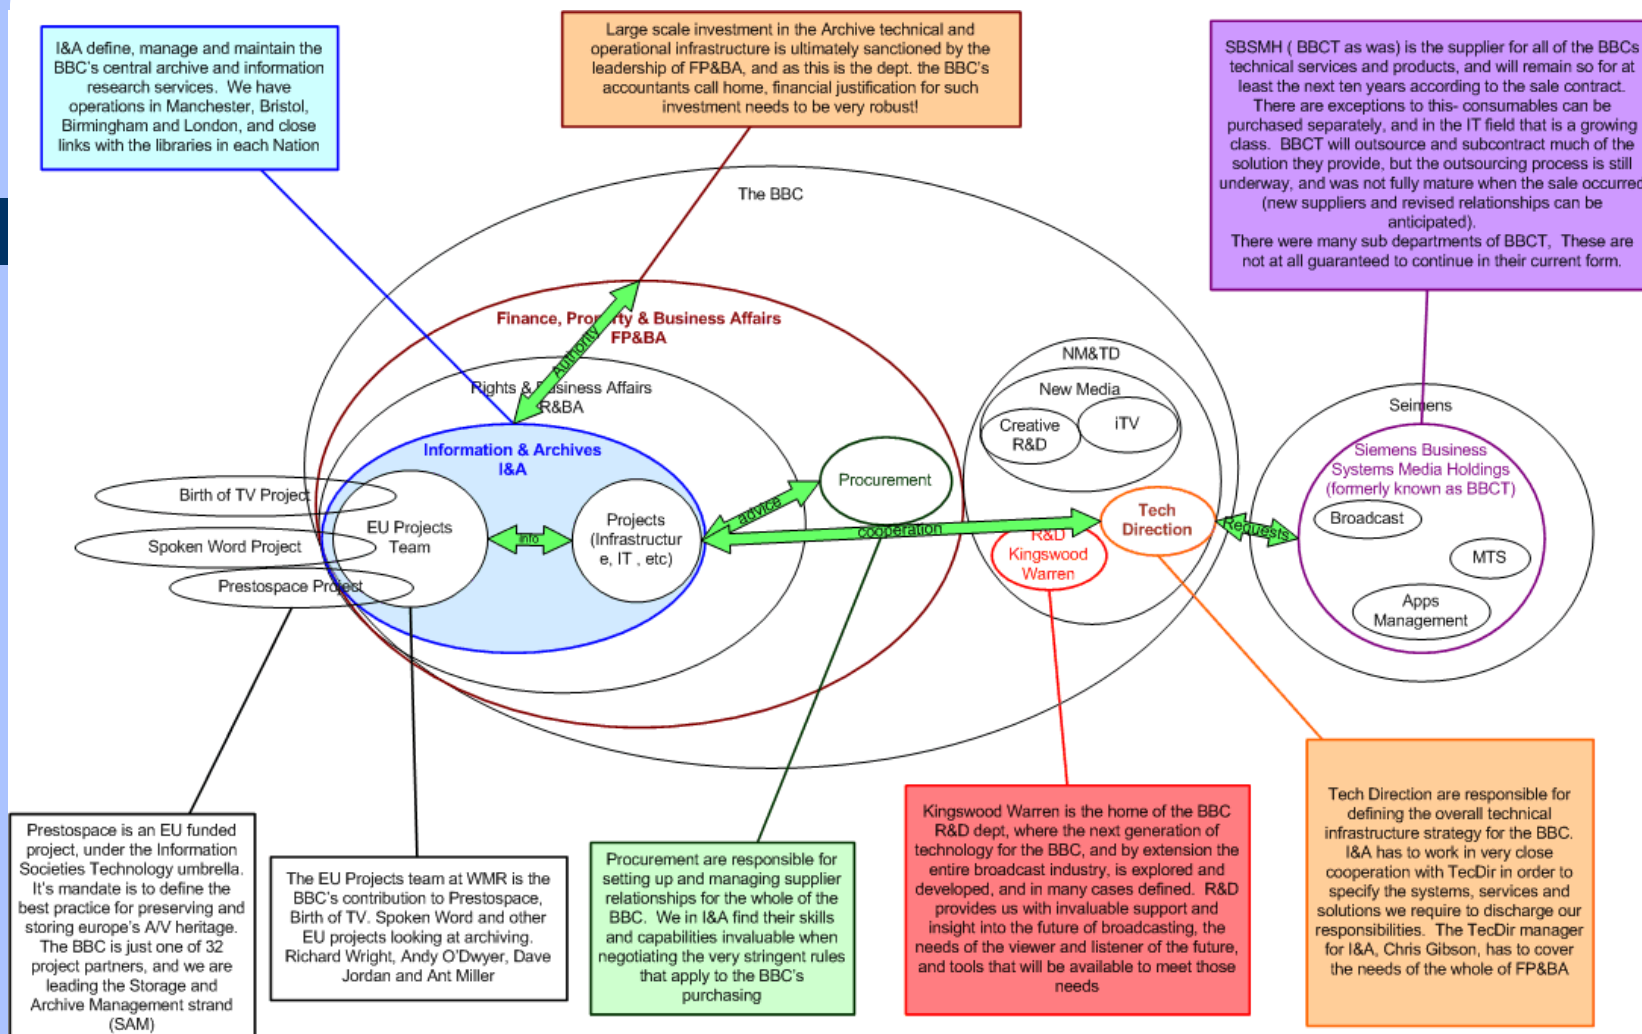 I&A define, manage and maintain the
BBC's central archive and information
research services.  We have
operations in Manchester, Bristol,
Birmingham and London, and close
links with the libraries in each Nation
Large scale investment in the Archive technical and
operational infrastructure is ultimately sanctioned by the
leadership of FP&BA, and as this is the dept. the BBC's
accountants call home, financial justification for such
investment needs to be very robust!
SBSMH ( BBCT as was) is the supplier for all of the BBCs
technical services and products, and will remain so for at
least the next ten years according to the sale contract.
There are exceptions to this- consumables can be
purchased separately, and in the IT field that is a growing
class.  BBCT will outsource and subcontract much of the
solution they provide, but the outsourcing process is still
underway, and was not fully mature when the sale occurred
(new suppliers and revised relationships can be
anticipated).
There were many sub departments of BBCT,  These are
not at all guaranteed to continue in their current form.
The BBC
Finance, Property & Business Affairs
FP&BA
Authority
Rights & Business Affairs
R&BA
Information & Archives
I&A
Birth of TV Project
Spoken Word Project
Prestospace Project
EU Projects
Team
info
Projects
(Infrastructur
e, IT , etc)
advice
Procurement
cooperation
NM&TD
New Media
Creative
R&D
iTV
Tech
Direction
R&D
Kingswood
Warren
Requests
Seimens
Siemens Business
Systems Media Holdings
(formerly known as BBCT)
Broadcast
MTS
Apps
Management
Prestospace is an EU funded
project, under the Information
Societies Technology umbrella.
It's mandate is to define the
best practice for preserving and
storing europe's A/V heritage.
The BBC is just one of 32
project partners, and we are
leading the Storage and
Archive Management strand
(SAM)
The EU Projects team at WMR is the
BBC's contribution to Prestospace,
Birth of TV. Spoken Word and other
EU projects looking at archiving.
Richard Wright, Andy O'Dwyer, Dave
Jordan and Ant Miller
Procurement are responsible for
setting up and managing supplier
relationships for the whole of the
BBC.  We in I&A find their skills
and capabilities invaluable when
negotiating the very stringent rules
that apply to the BBC's
purchasing
Kingswood Warren is the home of the BBC
R&D dept, where the next generation of
technology for the BBC, and by extension the
entire broadcast industry, is explored and
developed, and in many cases defined.  R&D
provides us with invaluable support and
insight into the future of broadcasting, the
needs of the viewer and listener of the future,
and tools that will be available to meet those
needs
Tech Direction are responsible for
defining the overall technical
infrastructure strategy for the BBC.
I&A has to work in very close
cooperation with TecDir in order to
specify the systems, services and
solutions we require to discharge our
responsibilities.  The TecDir manager
for I&A, Chris Gibson, has to cover
the needs of the whole of FP&BA